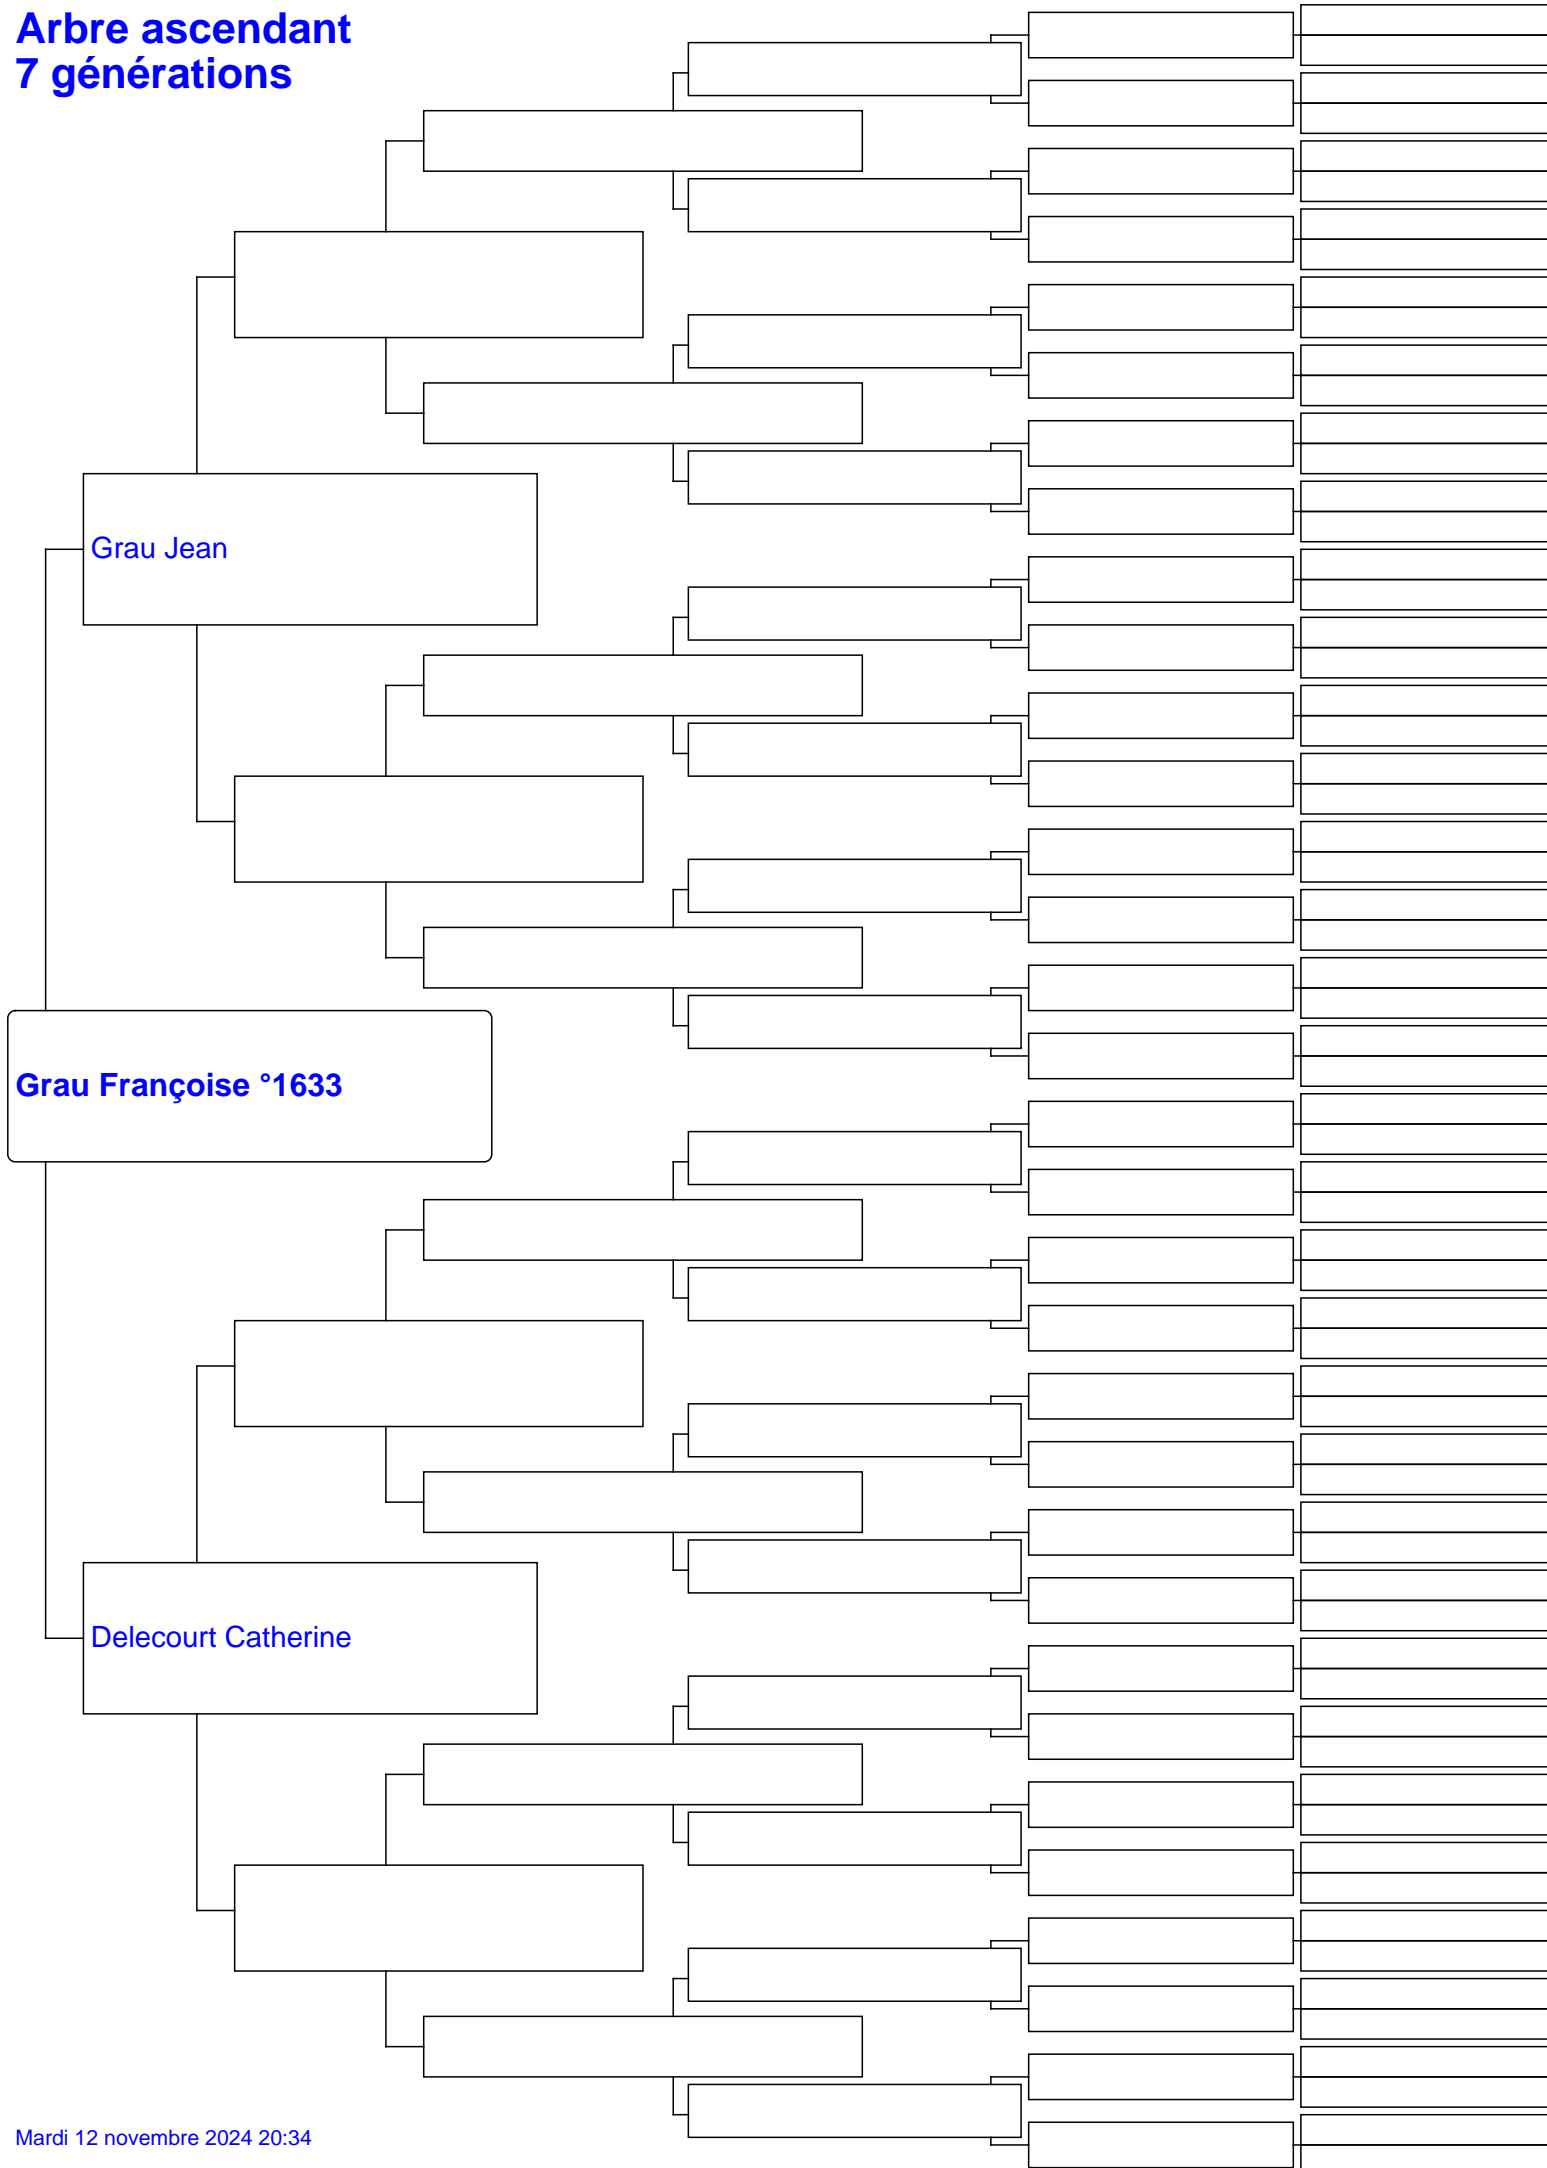 Arbre ascendant
7 générations
Grau Jean
Grau Françoise °1633
Delecourt Catherine
Mardi 12 novembre 2024 20:34